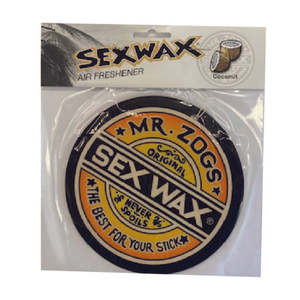 SEXWAX
AIR FRESHENER
Coconut
MR. ZOGS
ORIGINAL
SEX WAX ®
NEVER
SPOILS
THE BEST FOR YOUR STICK